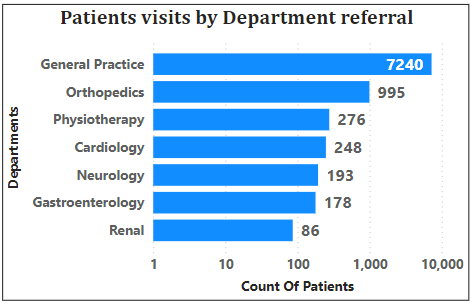 Patients visits by Department referral
Departments
General Practice 7240
Orthopedics 995
Physiotherapy 276
Cardiology 248
Neurology 193
Gastroenterology 178
Renal 86
1 10 100 1,000 10,000
Count Of Patients